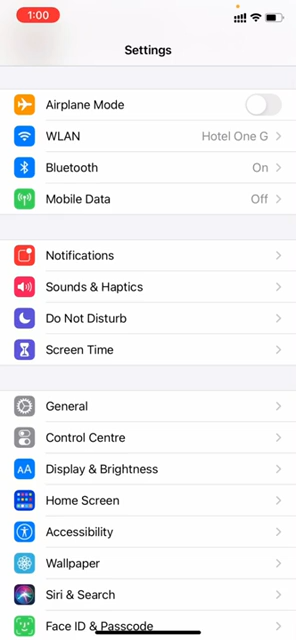 1:00
Settings
Airplane Mode
WLAN Hotel One G
Bluetooth On
Mobile Data Off
Notifications
Sounds & Haptics
Do Not Disturb
Screen Time
General
Control Centre
AA Display & Brightness
Home Screen
Accessibility
Wallpaper
Siri & Search
Face ID & Passcode